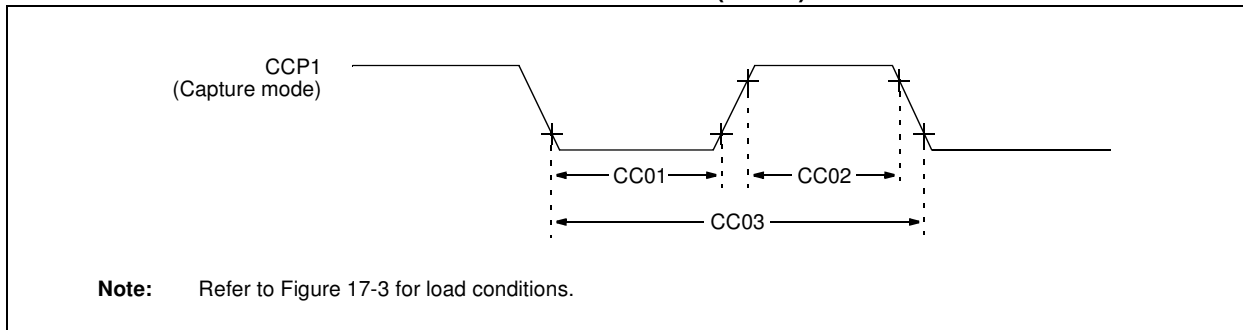 CCP1
(Capture mode)
CC01
CC02
CC03
Note: Refer to Figure 17-3 for load conditions.